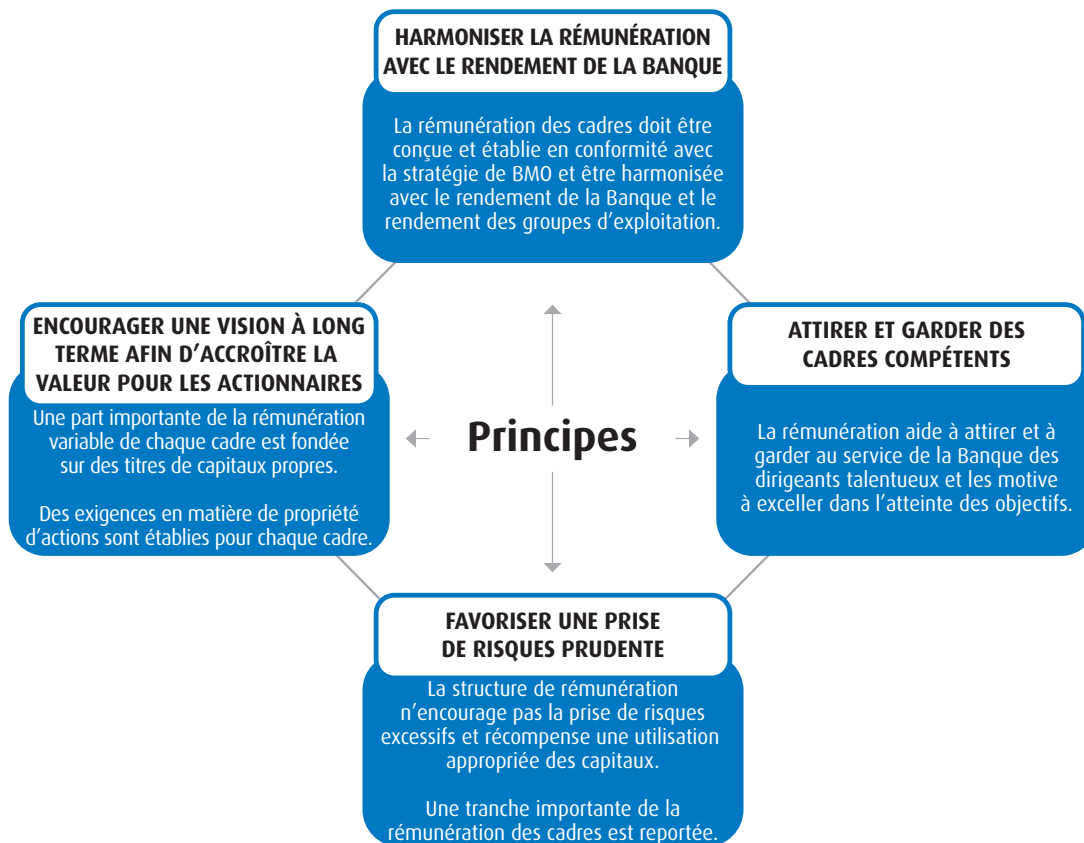 HARMONISER LA RÉMUNÉRATION
AVEC LE RENDEMENT DE LA BANQUE
La rémunération des cadres doit être
conçue et établie en conformité avec
la stratégie de BMO et être harmonisée
avec le rendement de la Banque et le
rendement des groupes d’exploitation.
ENCOURAGER UNE VISION À LONG
TERME AFIN D’ACCROÎTRE LA
VALEUR POUR LES ACTIONNAIRES
Une part importante de la rémunération
variable de chaque cadre est fondée
sur des titres de capitaux propres.
Des exigences en matière de propriété
d’actions sont établies pour chaque cadre.
Principes
ATTIRER ET GARDER DES
CADRES COMPÉTENTS
La rémunération aide à attirer et à
garder au service de la Banque des
dirigeants talentueux et les motive
à exceller dans l’atteinte des objectifs.
FAVORISER UNE PRISE
DE RISQUES PRUDENTE
La structure de rémunération
n’encourage pas la prise de risques
excessifs et récompense une utilisation
appropriée des capitaux.
Une tranche importante de la
rémunération des cadres est reportée.